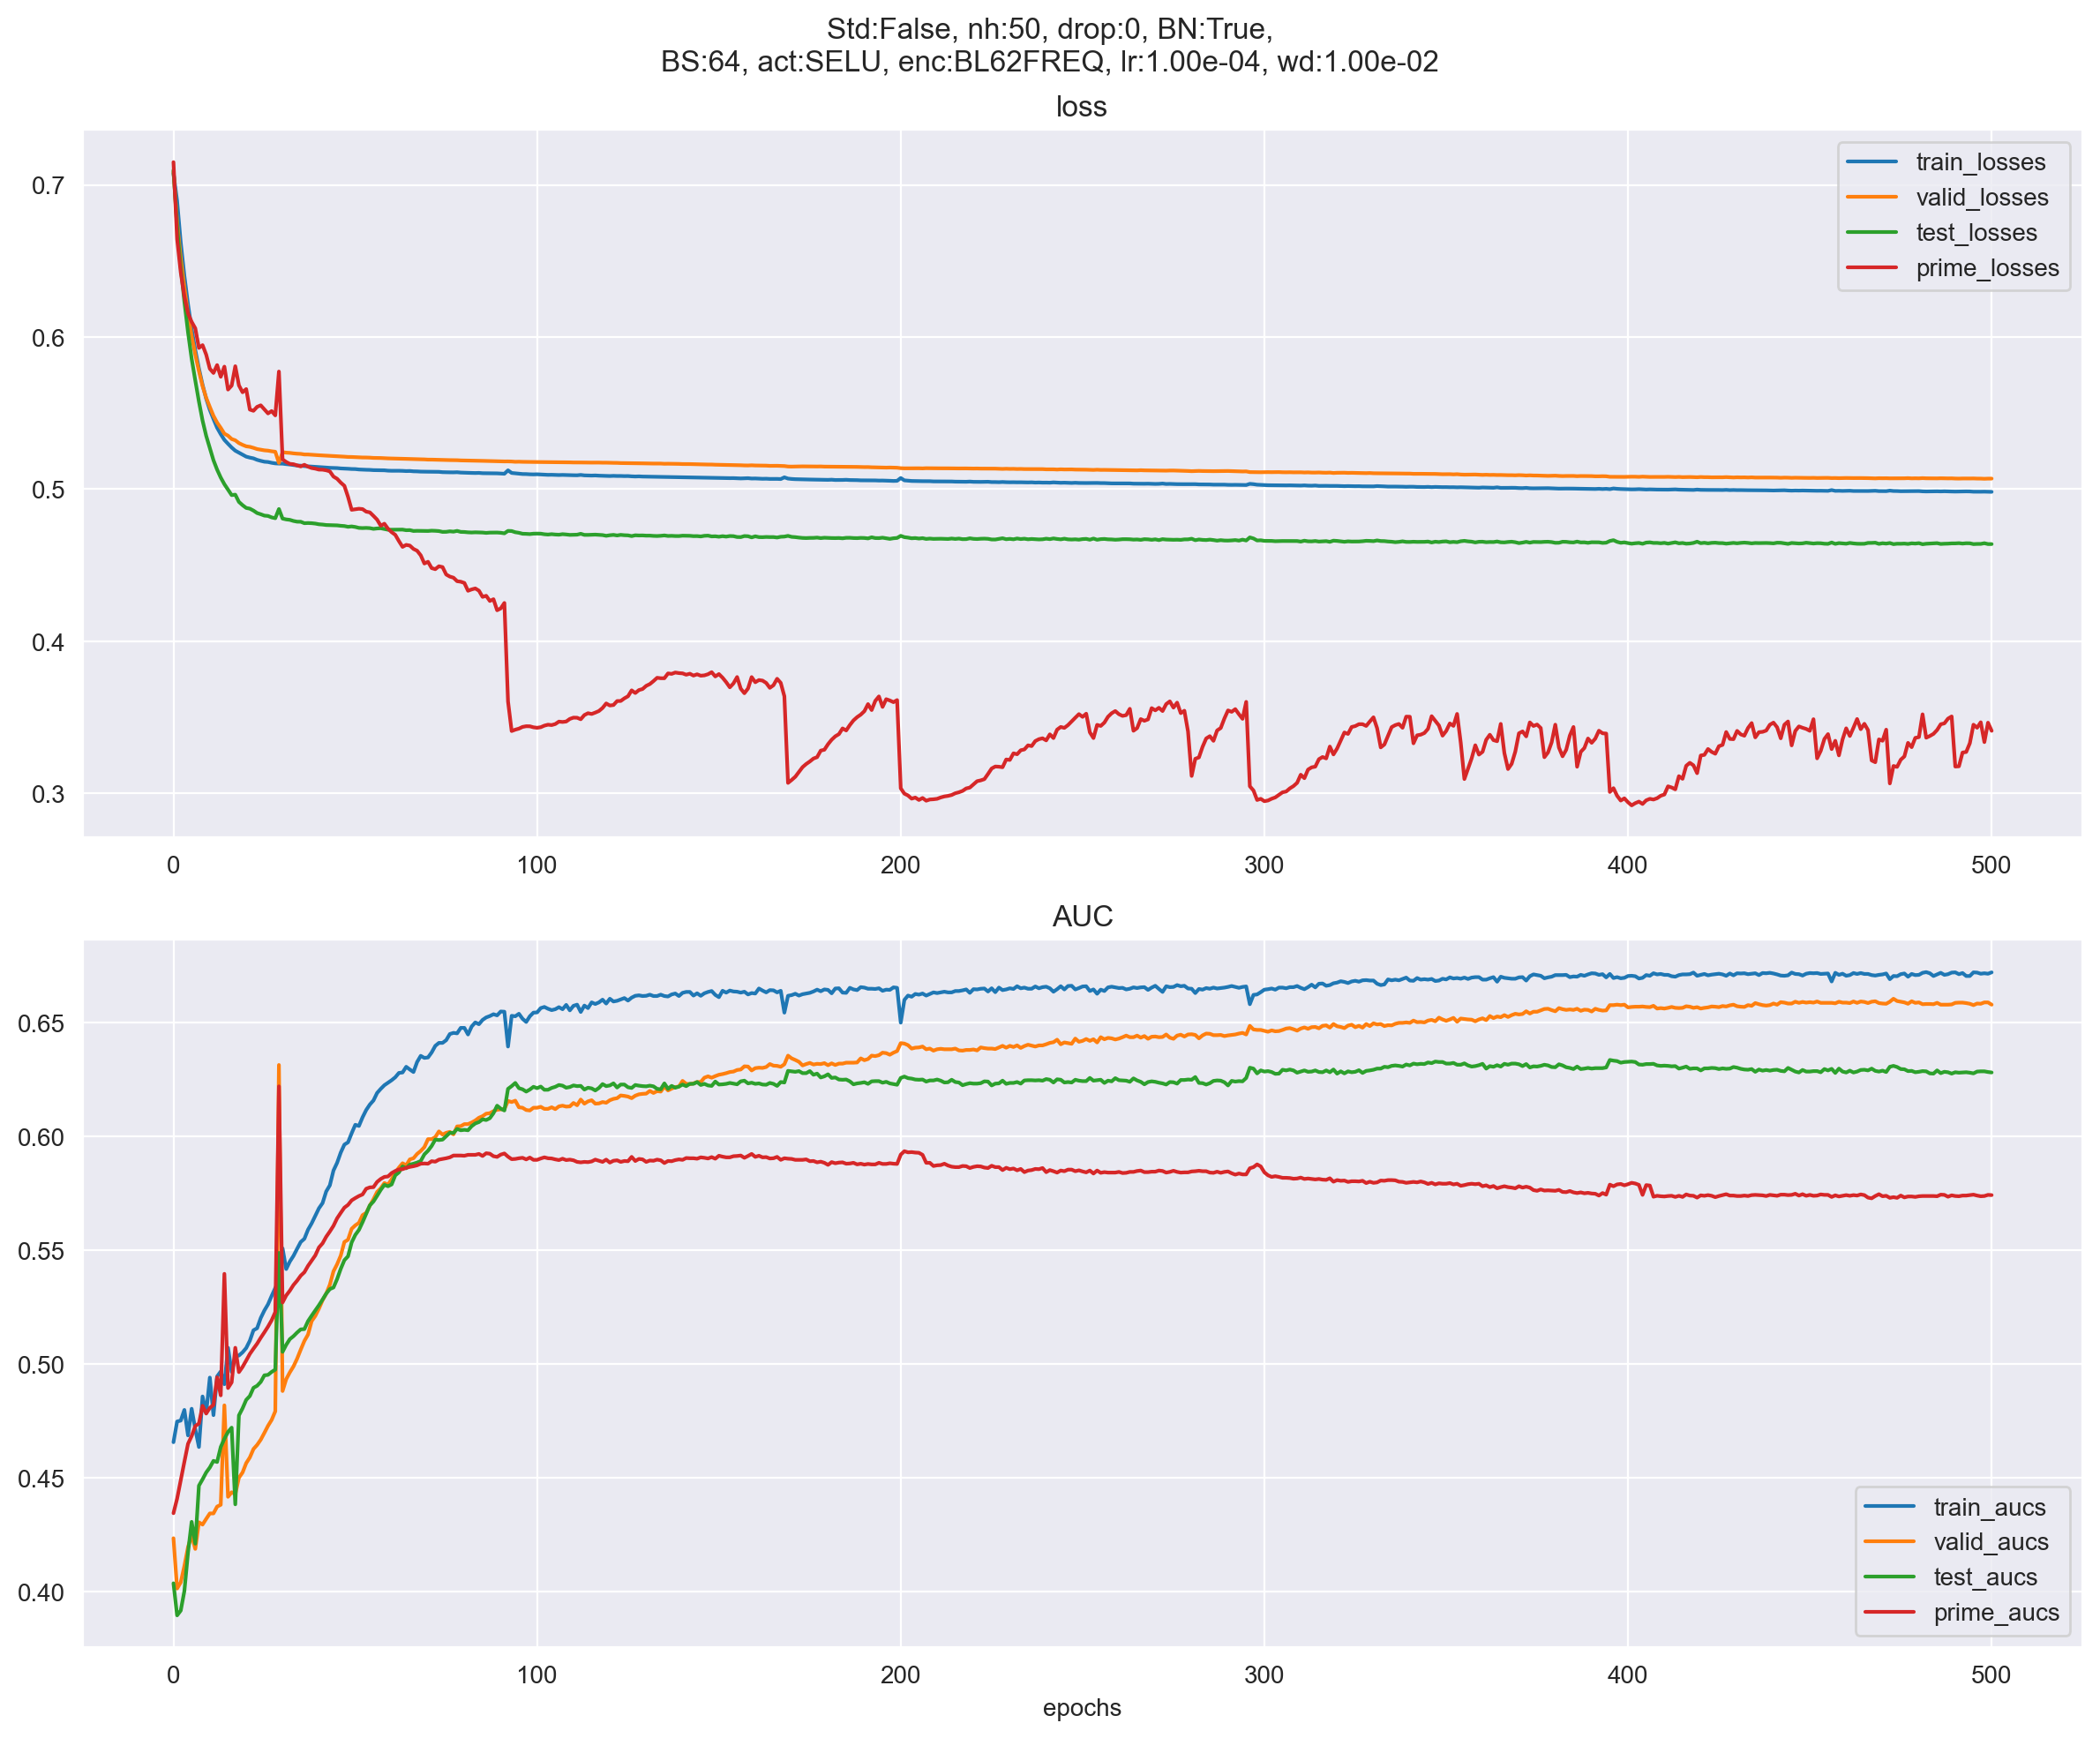 Std:False, nh:50, drop:0, BN:True,
BS:64, act:SELU, enc:BL62FREQ, lr:1.00e-04, wd:1.00e-02
loss
train_losses
valid_losses
test_losses
prime_losses
0.7
0.6
0.5
0.4
0.3
0 100 200 300 400 500
AUC
0.65
0.60
0.55
0.50
0.45
0.40
train_aucs
valid_aucs
test_aucs
prime_aucs
0 100 200 300 400 500
epochs